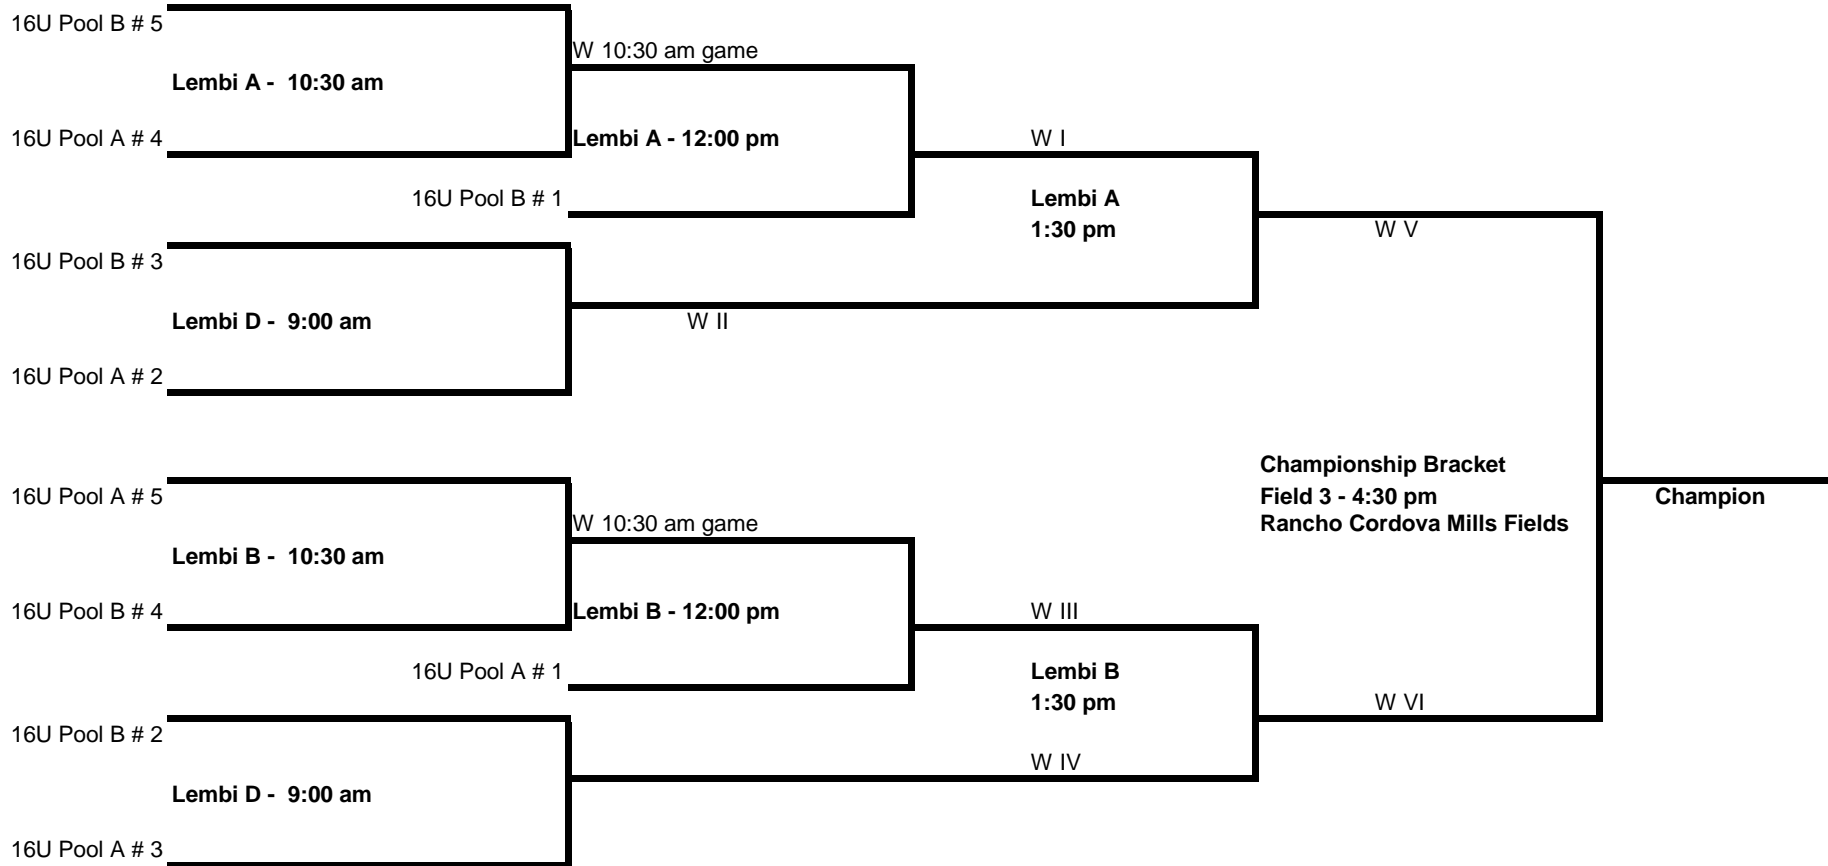 16U Pool B # 5
W 10:30 am game
Lembi A - 10:30 am
16U Pool A # 4
Lembi A - 12:00 pm
W I
16U Pool B # 1
Lembi A
1:30 pm
W V
16U Pool B # 3
Lembi D - 9:00 am
W II
16U Pool A # 2
Championship Bracket
Field 3 - 4:30 pm
Rancho Cordova Mills Fields
Champion
16U Pool A # 5
W 10:30 am game
Lembi B - 10:30 am
16U Pool B # 4
Lembi B - 12:00 pm
W III
16U Pool A # 1
Lembi B
1:30 pm
W VI
16U Pool B # 2
W IV
Lembi D - 9:00 am
16U Pool A # 3